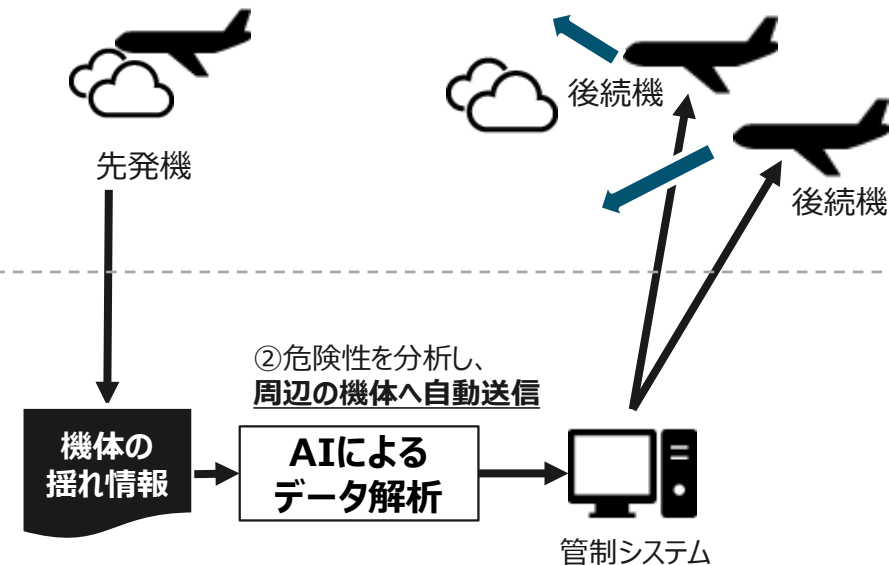 後続機
先発機
後続機
②危険性を分析し、
周辺の機体へ自動送信
機体の
揺れ情報
AIによる
データ解析
管制システム